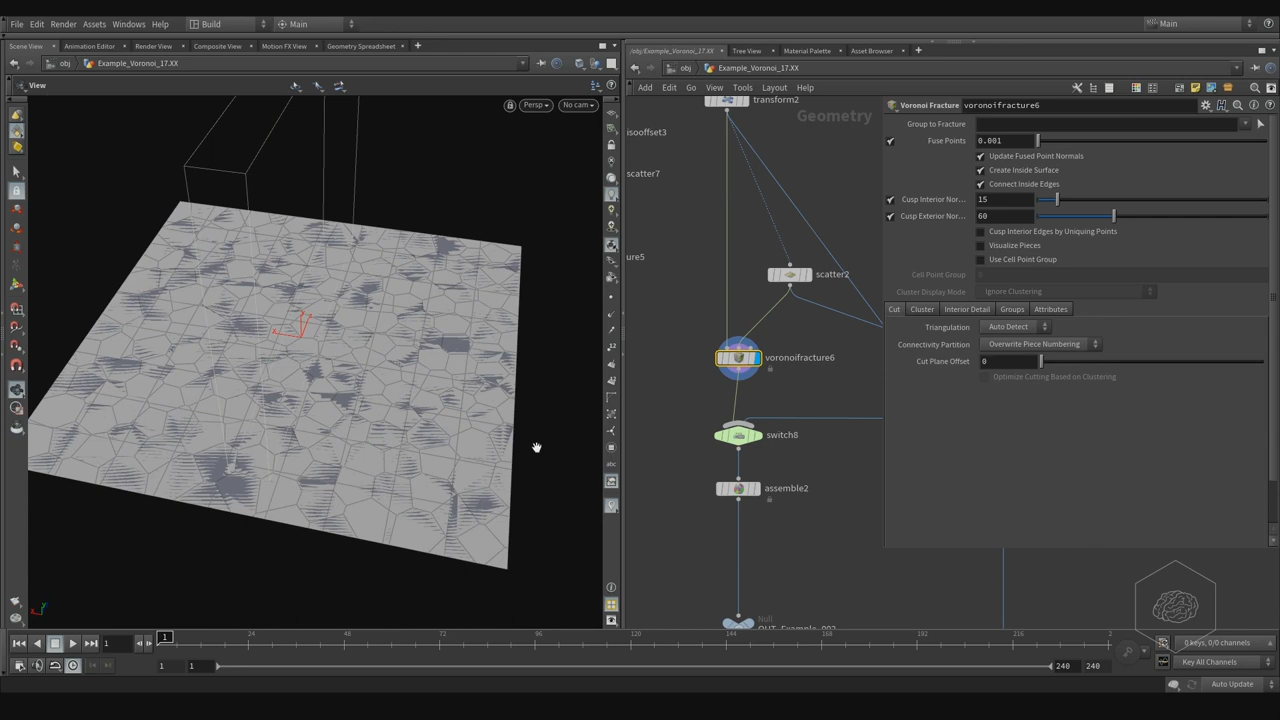 File Edit Render Assets Windows Help Build Main Main
Scene View Animation Editor Render View Composite View Motion FX View Geometry Spreadsheet
obj Example_Voronoi_17.XX
View
Persp No cam
/obj/Example_Voronoi_17.XX Tree View Material Palette Asset Browser
obj Example_Voronoi_17.XX
Add Edit Go View Tools Layout Help
transform2
Geometry
isooffset3
scatter7
ure5
scatter2
voronoifracture6
switch8
assemble2
Null
Voronoi Fracture voronoifracture6
Group to Fracture
Fuse Points 0.001
Update Fused Point Normals
Create Inside Surface
Connect Inside Edges
Cusp Interior Nor... 15
Cusp Exterior Nor... 60
Cusp Interior Edges by Uniquing Points
Visualize Pieces
Use Cell Point Group
Cell Point Group 0
Cluster Display Mode Ignore Clustering
Cut Cluster Interior Detail Groups Attributes
Triangulation Auto Detect
Connectivity Partition Overwrite Piece Numbering
Cut Plane Offset 0
Optimize Cutting Based on Clustering
abc
x
x
y
1 1 24 48 72 96 120 144 168 192 216 2
0 keys, 0/0 channels
1 1 240 240 Key All Channels
Auto Update